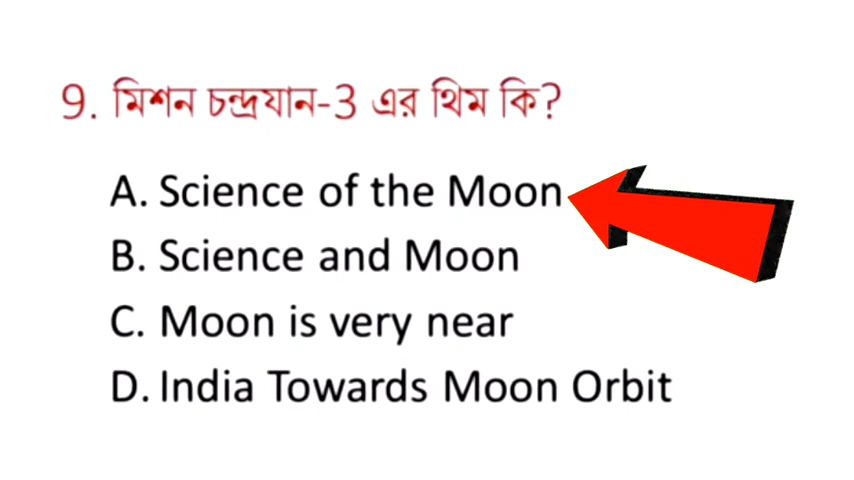 9. মিশন চন্দ্রযান-3 এর থিম কি?
A. Science of the Moon
B. Science and Moon
C. Moon is very near
D. India Towards Moon Orbit